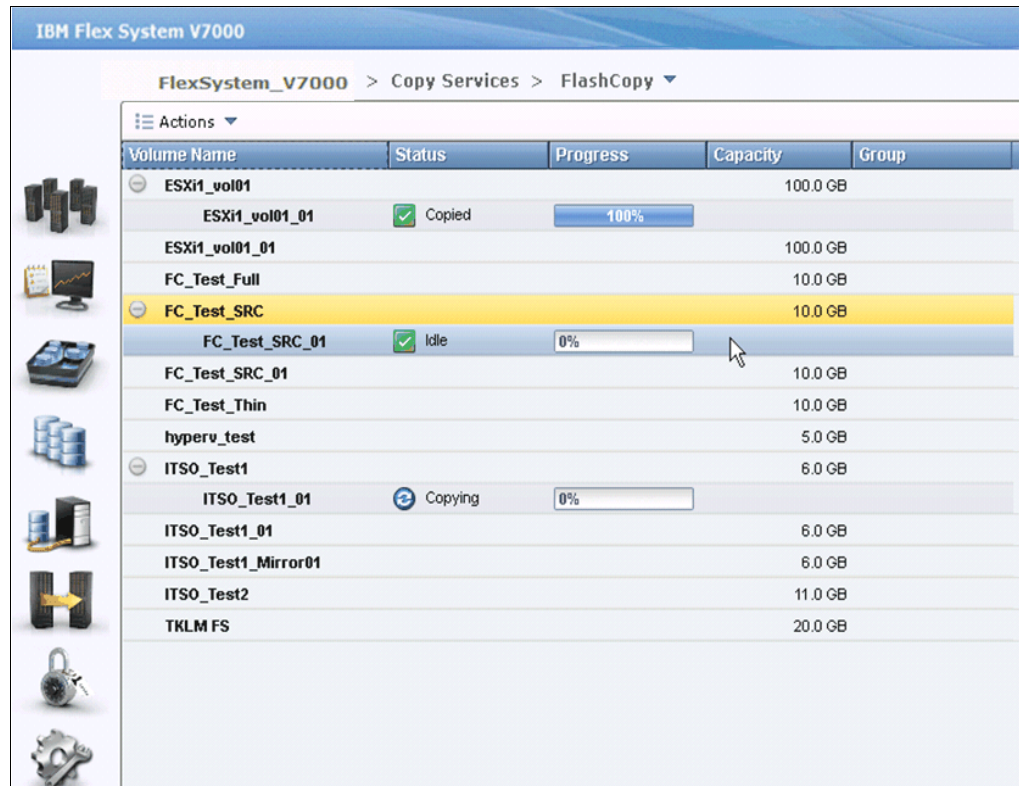 IBM Flex System V7000
FlexSystem_V7000 > Copy Services > FlashCopy
Actions
Volume Name Status Progress Capacity Group
ESXi1_vol01 100.0 GB
ESXi1_vol01_01 Copied 100%
ESXi1_vol01_01 100.0 GB
FC_Test_Full 10.0 GB
FC_Test_SRC 10.0 GB
FC_Test_SRC_01 Idle 0%
FC_Test_SRC_01 10.0 GB
FC_Test_Thin 10.0 GB
hyperv_test 5.0 GB
ITSO_Test1 6.0 GB
ITSO_Test1_01 Copying 0%
ITSO_Test1_01 6.0 GB
ITSO_Test1_Mirror01 6.0 GB
ITSO_Test2 11.0 GB
TKLM FS 20.0 GB